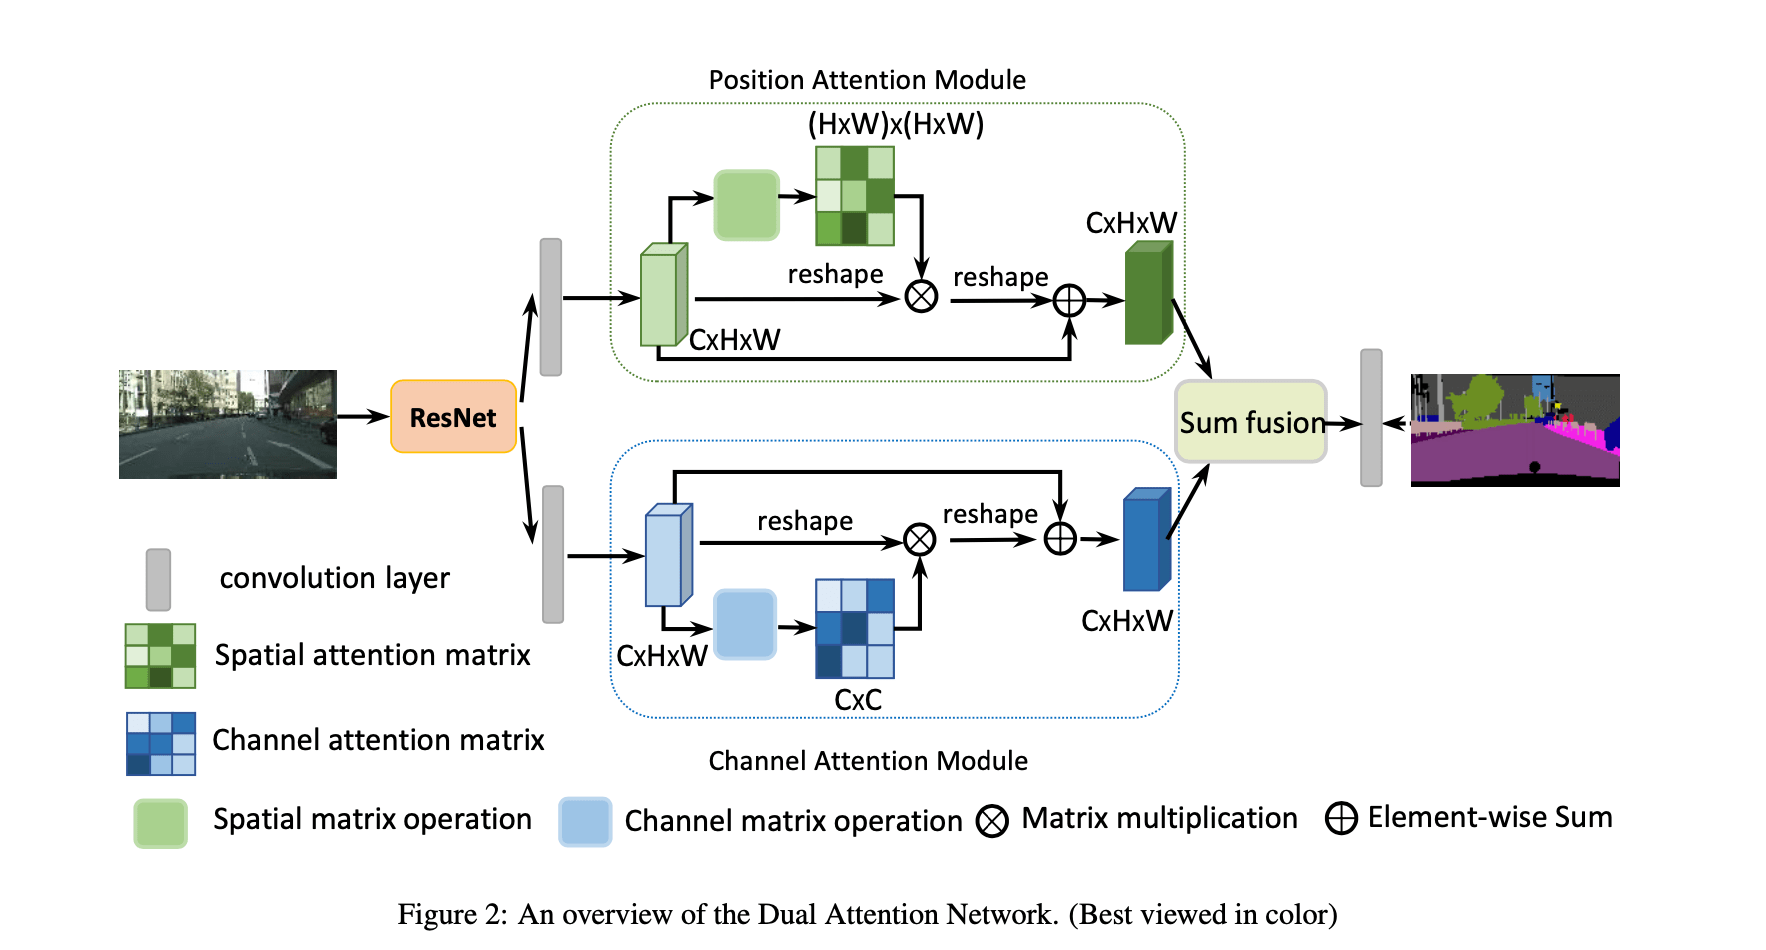 Position Attention Module
(HxW)x(HxW)
CxHxW
reshape
reshape
CxHxW
ResNet
Sum fusion
reshape
reshape
CxHxW
CxHxW
CxC
Channel Attention Module
convolution layer
Spatial attention matrix
Channel attention matrix
Spatial matrix operation
Channel matrix operation
Matrix multiplication
Element-wise Sum
Figure 2: An overview of the Dual Attention Network. (Best viewed in color)